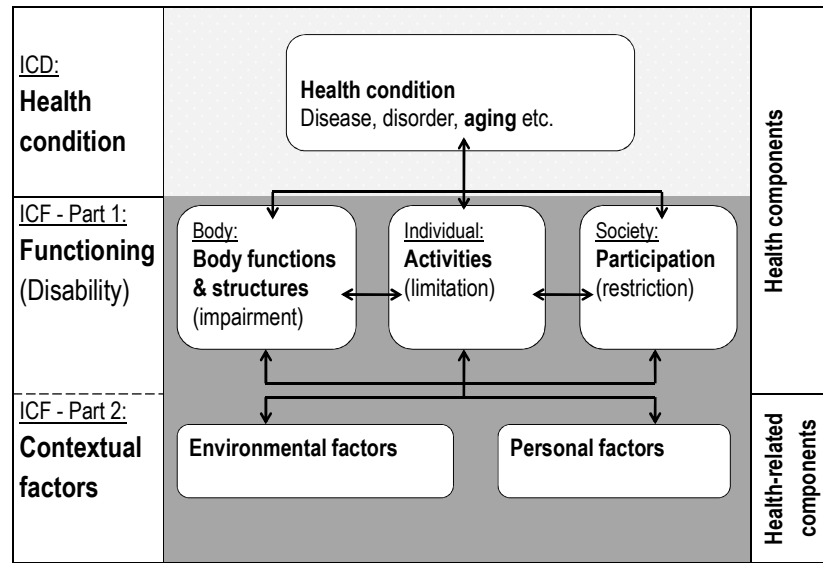 ICD:
Health
condition
Health condition
Disease, disorder, aging etc.
ICF - Part 1:
Functioning
(Disability)
Body:
Body functions
& structures
(impairment)
Individual:
Activities
(limitation)
Society:
Participation
(restriction)
ICF - Part 2:
Contextual
factors
Environmental factors
Personal factors
Health components
Health-related
components